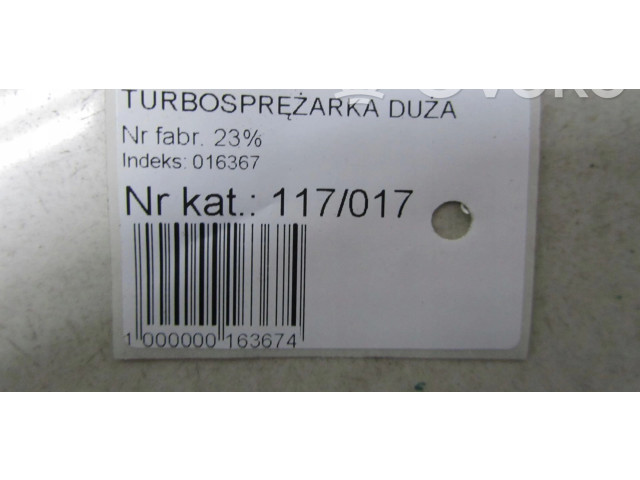 TURBOSPRĘŻARKA DUŻA
Nr fabr. 23%
Indeks: 016367
Nr kat.: 117/017
1 000000 163674